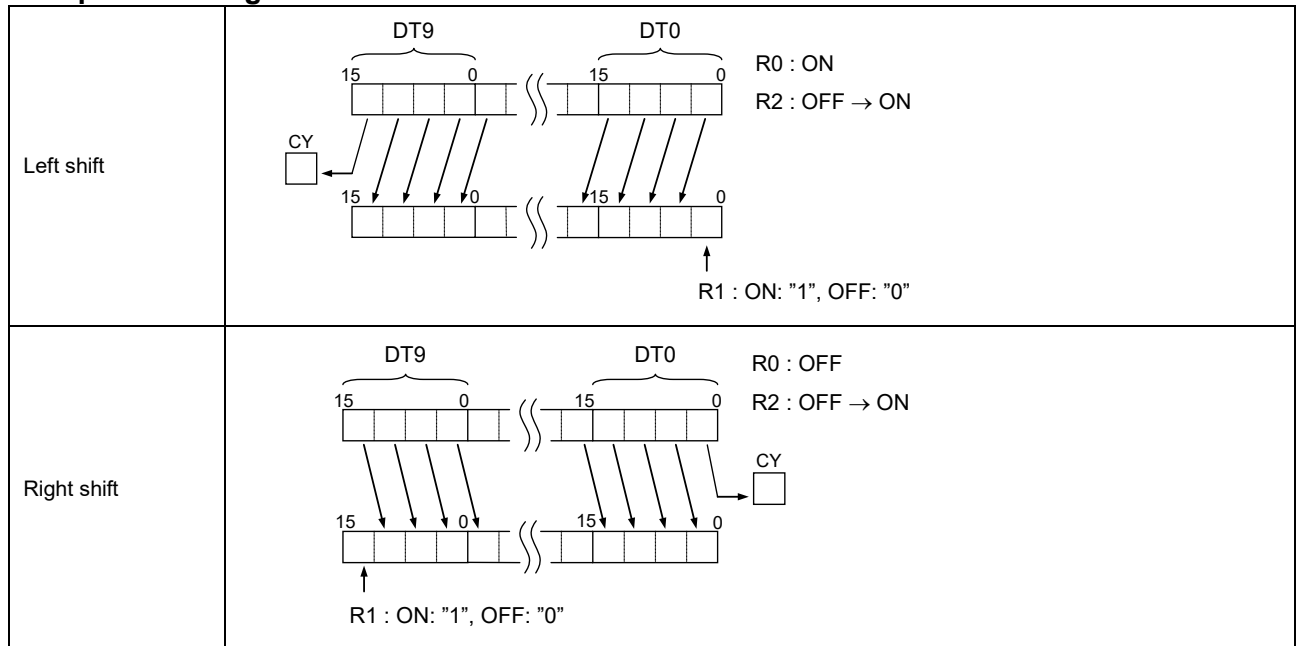 Left shift
DT9 DT0
15 0 15 0
R0 : ON
R2 : OFF → ON
CY
15 0 15 0
R1 : ON: ”1”, OFF: ”0”
Right shift
DT9 DT0
15 0 15 0
R0 : OFF
R2 : OFF → ON
CY
15 0 15 0
R1 : ON: ”1”, OFF: ”0”